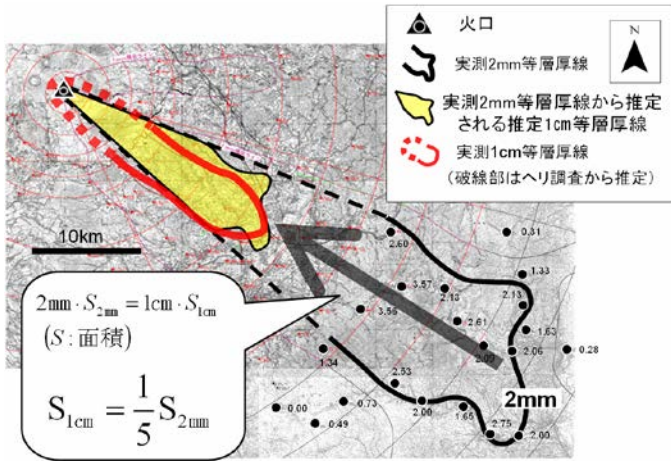 火口
N
実測2mm等層厚線
実測2mm等層厚線から推定
される推定1cm等層厚線
実測1cm等層厚線
(破線部はヘリ調査から推定)
10km
2mm · S2mm = 1cm · S1cm
(S : 面積)
S1cm = 1/5 S2mm
2.60
0.31
1.33
3.57
2.13
2.13
3.56
2.61
1.63
2.09
2.06
0.28
1.34
2.53
2mm
0.00
0.73
2.00
1.65
0.49
2.75
2.00